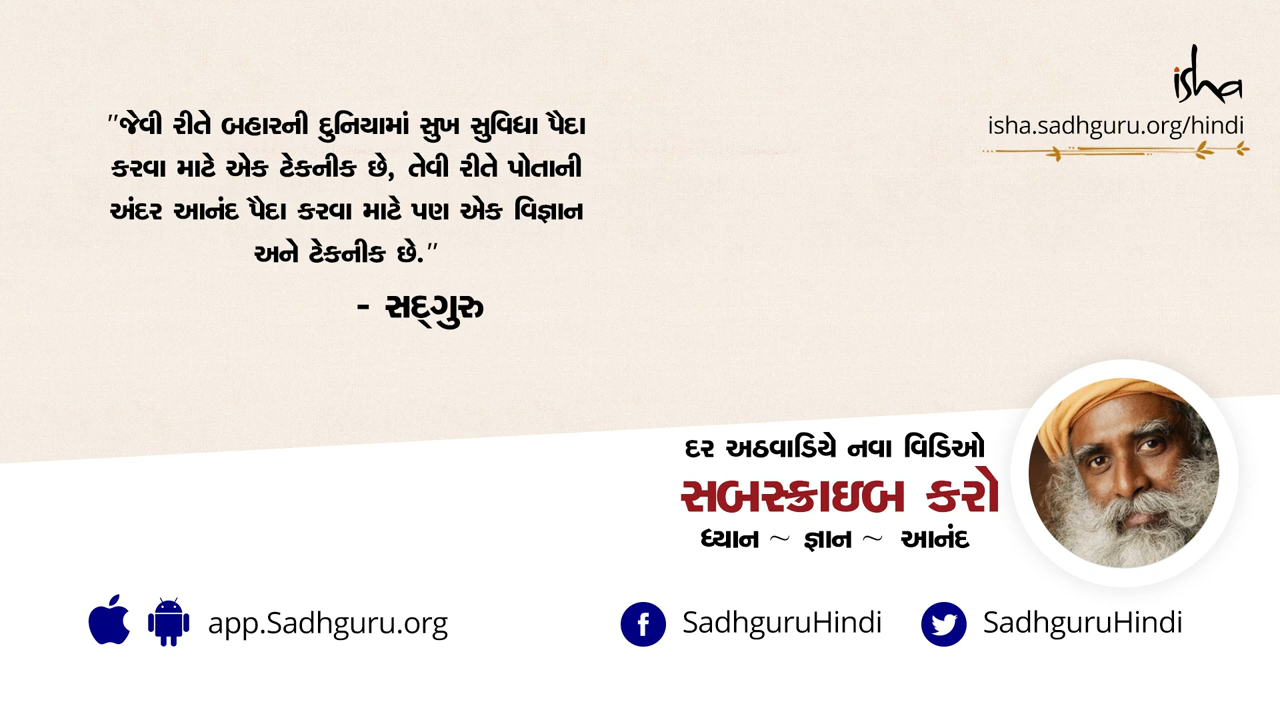 "જેવી રીતે બહારની દુનિયામાં સુખ સુવિધા પૈદા
કરવા માટે એક ટેકનીક છે, તેવી રીતે પોતાની
અંદર આનંદ પૈદા કરવા માટે પણ એક વિજ્ઞાન
અને ટેકનીક છે."
- સદ્‌ગુરુ
isha
isha.sadhguru.org/hindi
દર અઠવાડિયે નવા વિડિઓ
સબસ્ક્રાઇબ કરો
ધ્યાન ~ જ્ઞાન ~ આનંદ
app.Sadhguru.org
SadhguruHindi
SadhguruHindi